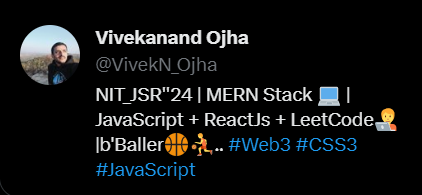 Vivekanand Ojha
@VivekN_Ojha
NIT_JSR"24 | MERN Stack 💻 |
JavaScript + ReactJs + LeetCode👨‍💻
|b'Baller🏀⛹️.. #Web3 #CSS3
#JavaScript